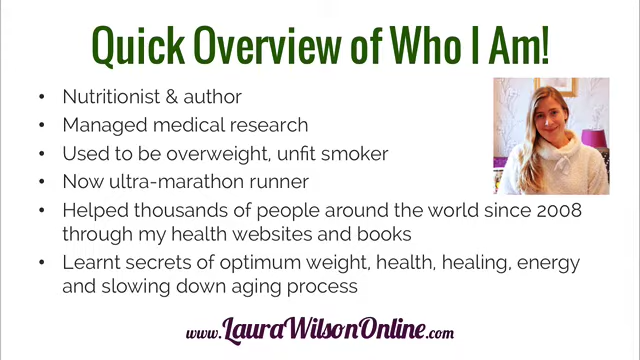 Quick Overview of Who I Am!
• Nutritionist & author
• Managed medical research
• Used to be overweight, unfit smoker
• Now ultra-marathon runner
• Helped thousands of people around the world since 2008
through my health websites and books
• Learnt secrets of optimum weight, health, healing, energy
and slowing down aging process
www.LauraWilsonOnline.com